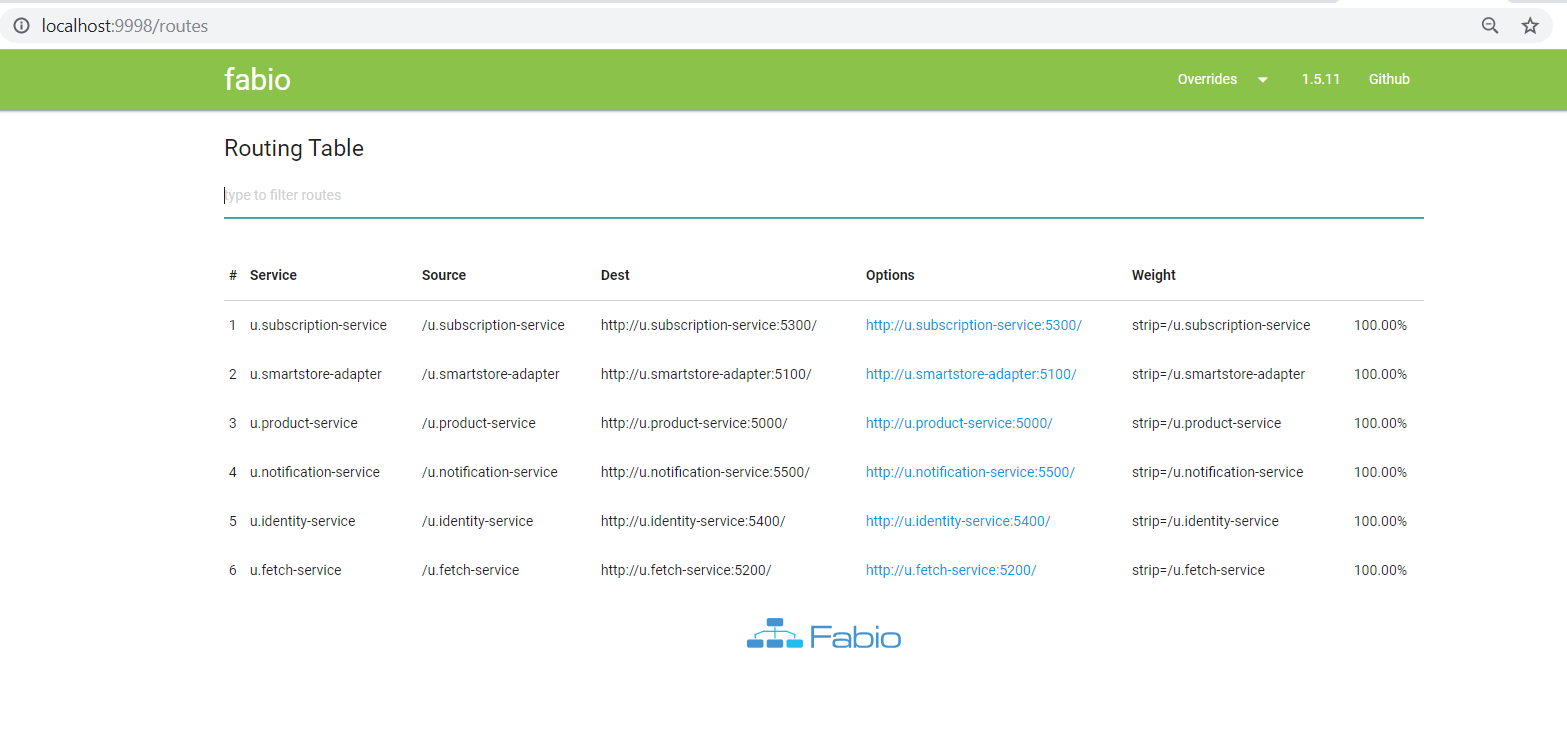 localhost:9998/routes
fabio Overrides 1.5.11 Github
Routing Table
type to filter routes
# Service Source Dest Options Weight
1 u.subscription-service /u.subscription-service http://u.subscription-service:5300/ http://u.subscription-service:5300/ strip=/u.subscription-service 100.00%
2 u.smartstore-adapter /u.smartstore-adapter http://u.smartstore-adapter:5100/ http://u.smartstore-adapter:5100/ strip=/u.smartstore-adapter 100.00%
3 u.product-service /u.product-service http://u.product-service:5000/ http://u.product-service:5000/ strip=/u.product-service 100.00%
4 u.notification-service /u.notification-service http://u.notification-service:5500/ http://u.notification-service:5500/ strip=/u.notification-service 100.00%
5 u.identity-service /u.identity-service http://u.identity-service:5400/ http://u.identity-service:5400/ strip=/u.identity-service 100.00%
6 u.fetch-service /u.fetch-service http://u.fetch-service:5200/ http://u.fetch-service:5200/ strip=/u.fetch-service 100.00%
Fabio